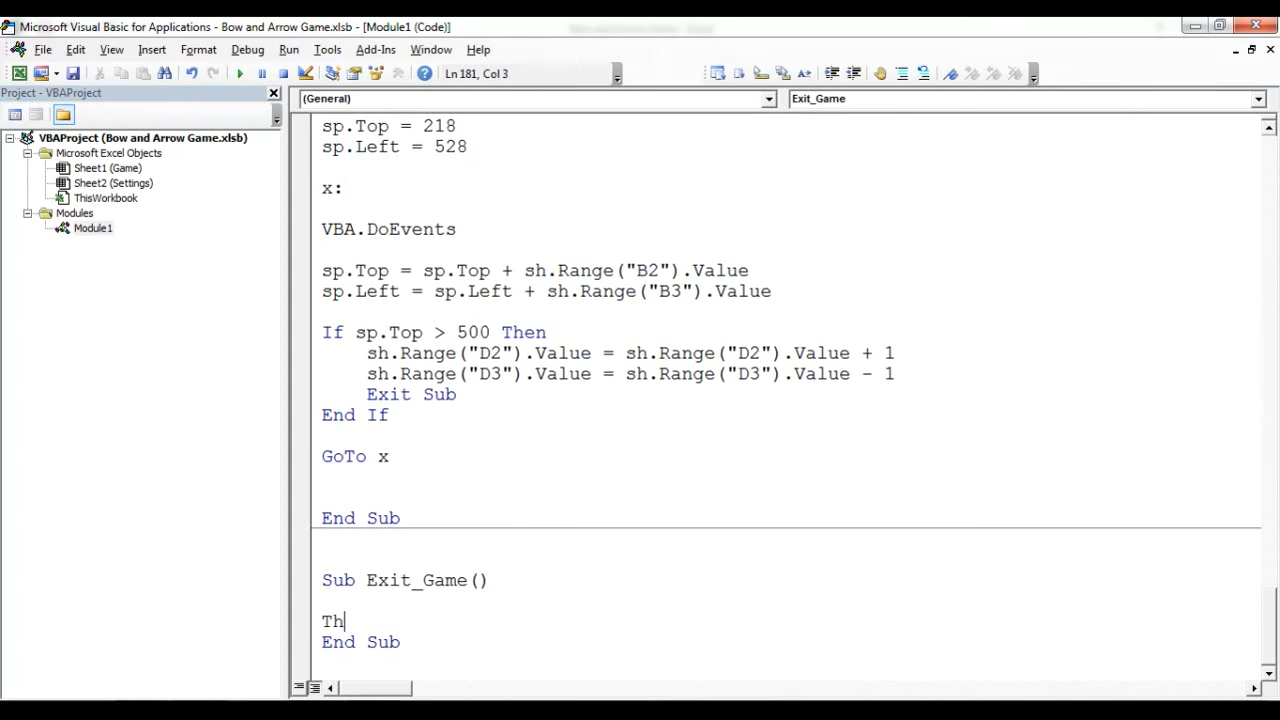 Microsoft Visual Basic for Applications - Bow and Arrow Game.xlsb - [Module1 (Code)]
File Edit View Insert Format Debug Run Tools Add-Ins Window Help
Ln 181, Col 3
Project - VBAProject
(General)
Exit_Game
VBAProject (Bow and Arrow Game.xlsb)
Microsoft Excel Objects
Sheet1 (Game)
Sheet2 (Settings)
ThisWorkbook
Modules
Module1
sp.Top = 218
sp.Left = 528
x:
VBA.DoEvents
sp.Top = sp.Top + sh.Range("B2").Value
sp.Left = sp.Left + sh.Range("B3").Value
If sp.Top > 500 Then
sh.Range("D2").Value = sh.Range("D2").Value + 1
sh.Range("D3").Value = sh.Range("D3").Value - 1
Exit Sub
End If
GoTo x
End Sub
Sub Exit_Game()
Th
End Sub